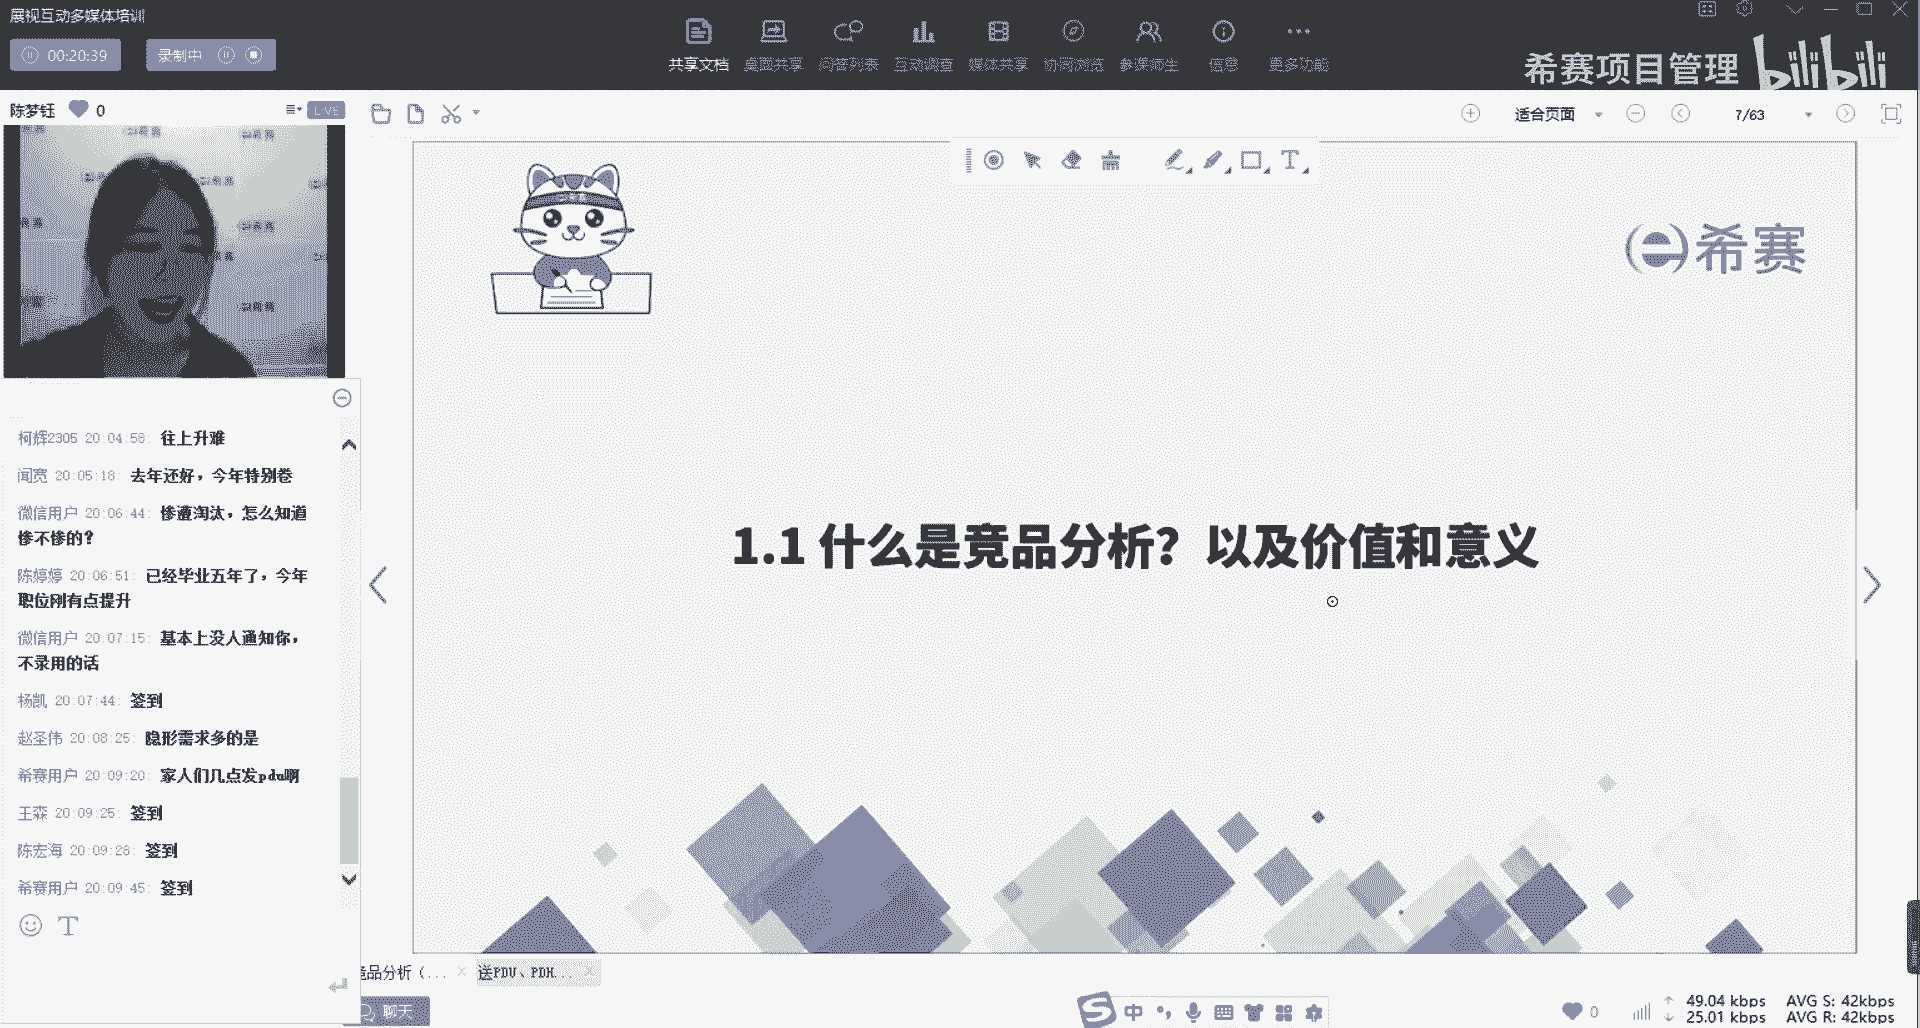 展视互动多媒体培训
00:20:39
录制中
共享文档
桌面共享
问答列表
互动调查
媒体共享
协同浏览
参课师生
信息
更多功能
希赛项目管理
bilibili
陈梦钰 0
LIVE
适合页面
7/63
希赛
1.1 什么是竞品分析？以及价值和意义
柯辉2305 20:04:58: 往上升难
闻宽 20:05:18: 去年还好，今年特别卷
微信用户 20:06:44: 惨遭淘汰，怎么知道
惨不惨的？
陈婷婷 20:06:51: 已经毕业五年了，今年
职位刚有点提升
微信用户 20:07:15: 基本上没人通知你，
不录用的话
杨凯 20:07:44: 签到
赵圣伟 20:08:25: 隐形需求多的是
希赛用户 20:09:20: 家人们几点发pdu啊
王森 20:09:25: 签到
陈宏海 20:09:28: 签到
希赛用户 20:09:45: 签到
竞品分析（...
送PDU、PDH...
聊天
中
0
49.04 kbps AVG S: 42kbps
25.01 kbps AVG R: 42kbps